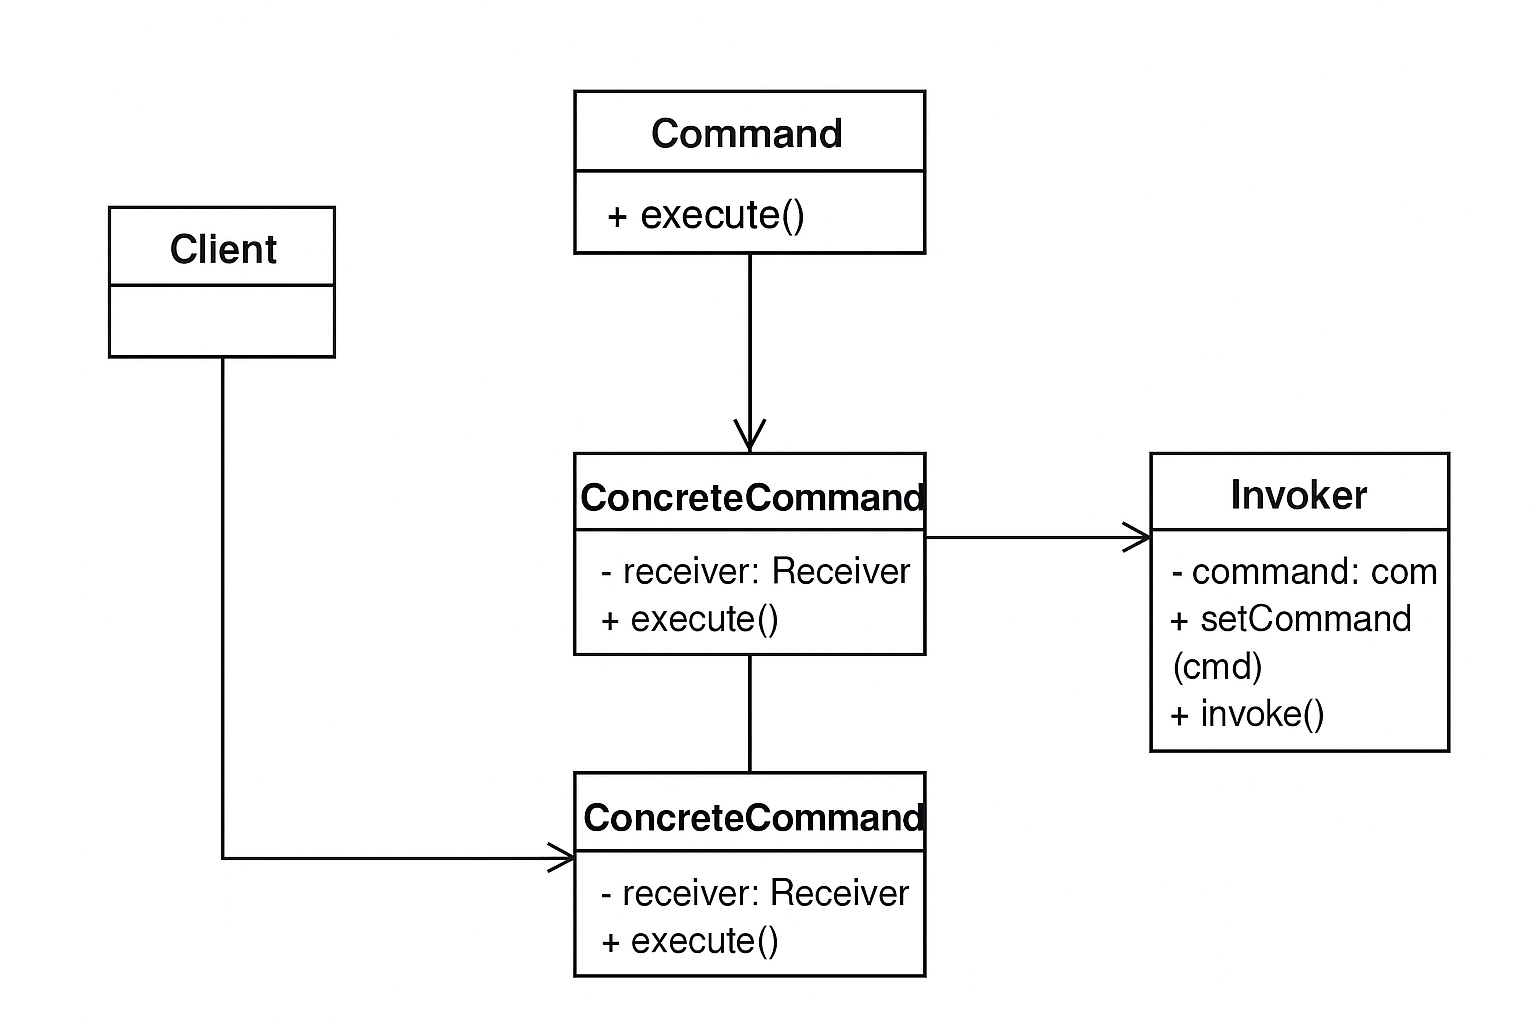 Command
+ execute()
Client
ConcreteCommand
- receiver: Receiver
+ execute()
Invoker
- command: com
+ setCommand
(cmd)
+ invoke()
ConcreteCommand
- receiver: Receiver
+ execute()